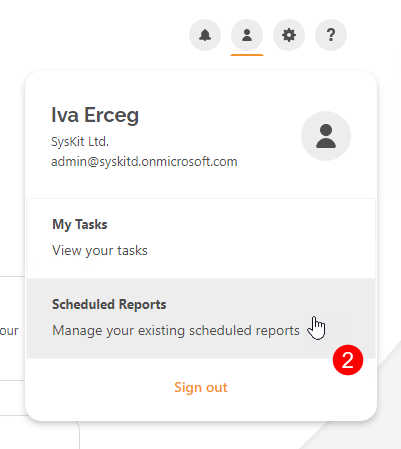 ?
Iva Erceg
SysKit Ltd.
admin@syskitd.onmicrosoft.com
My Tasks
View your tasks
Scheduled Reports
our
Manage your existing scheduled reports
2
Sign out